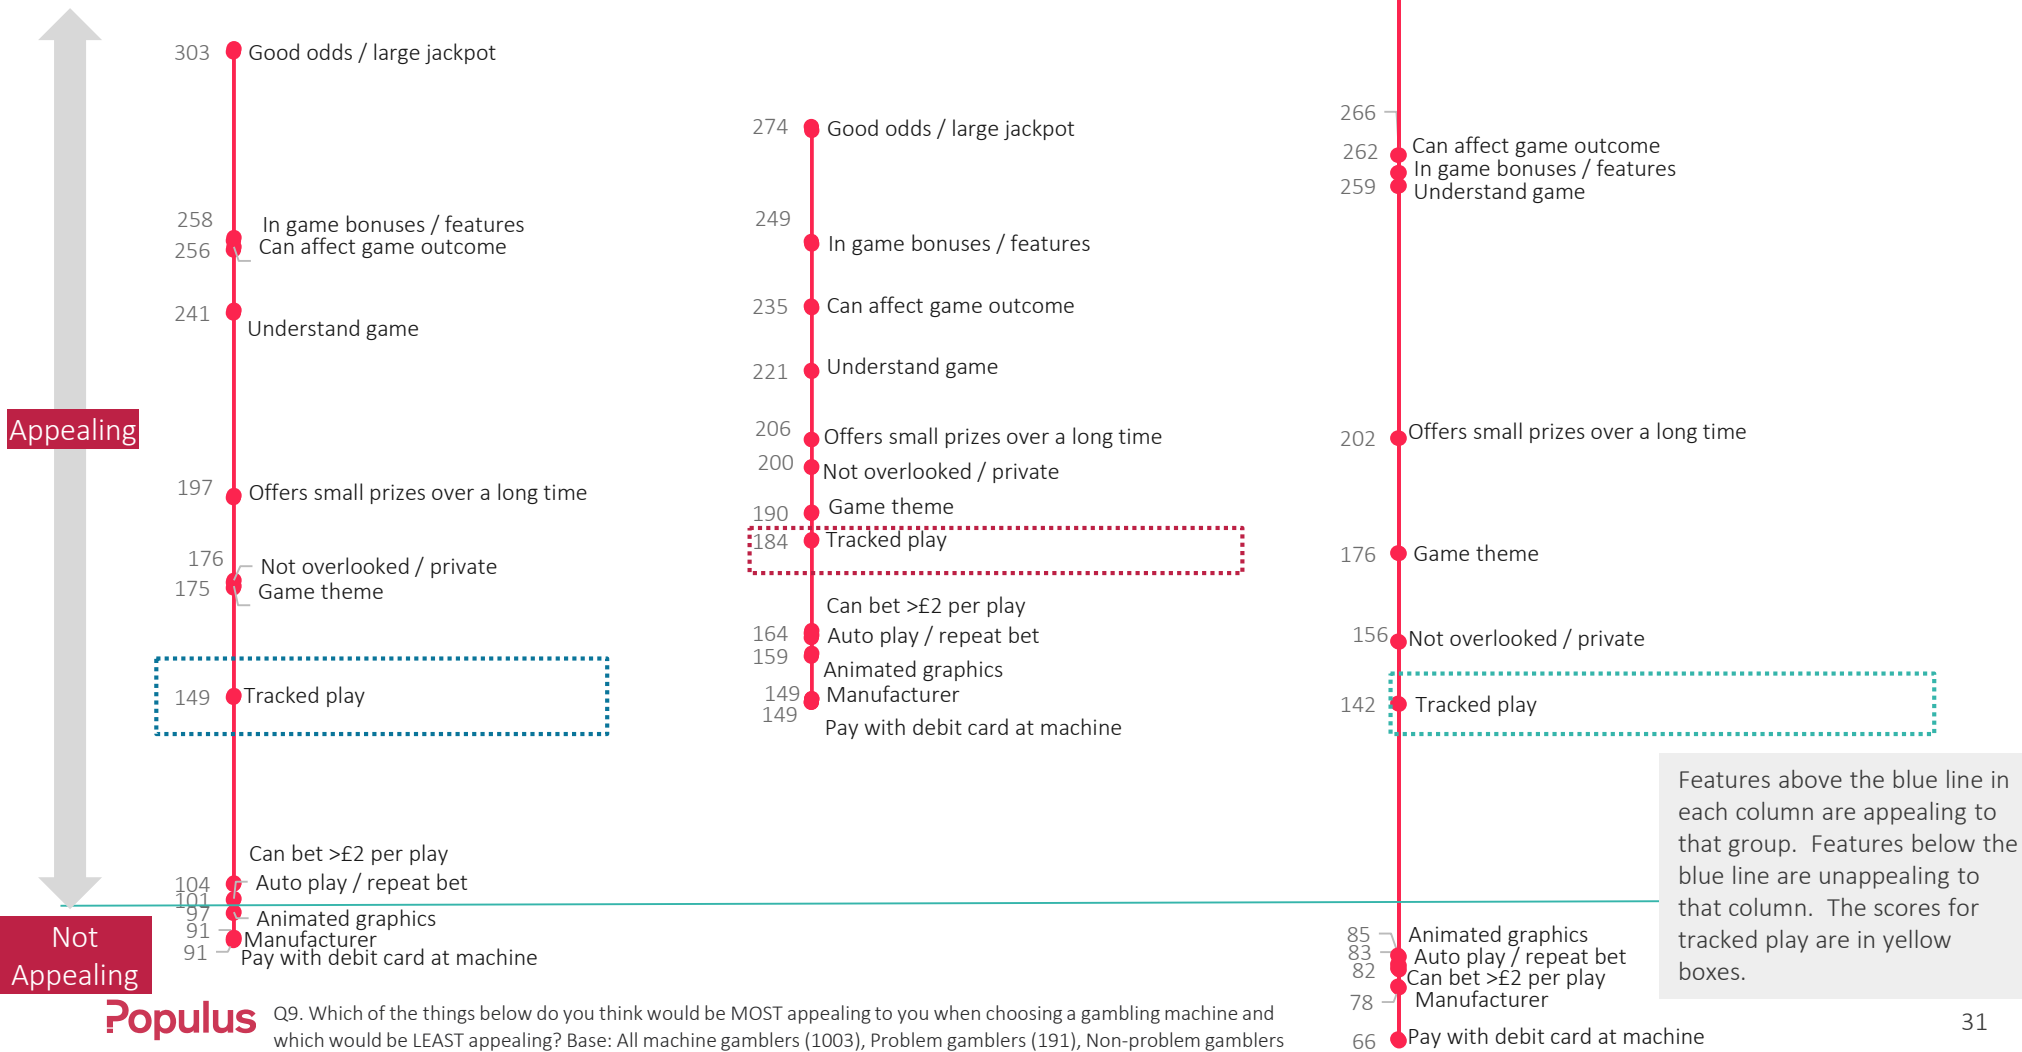 303 Good odds / large jackpot
258 In game bonuses / features
256 Can affect game outcome
241 Understand game
Appealing
197 Offers small prizes over a long time
176 Not overlooked / private
175 Game theme
149 Tracked play
Can bet >£2 per play
104 Auto play / repeat bet
101
97 Animated graphics
91 Manufacturer
91 Pay with debit card at machine
Not
Appealing
274 Good odds / large jackpot
249
In game bonuses / features
235 Can affect game outcome
221 Understand game
206 Offers small prizes over a long time
200 Not overlooked / private
190 Game theme
184 Tracked play
Can bet >£2 per play
164 Auto play / repeat bet
159 Animated graphics
149 Manufacturer
149 Pay with debit card at machine
266
262 Can affect game outcome
In game bonuses / features
259 Understand game
202 Offers small prizes over a long time
176 Game theme
156 Not overlooked / private
142 Tracked play
85 Animated graphics
83 Auto play / repeat bet
82 Can bet >£2 per play
78 Manufacturer
66 Pay with debit card at machine
Features above the blue line in
each column are appealing to
that group. Features below the
blue line are unappealing to
that column. The scores for
tracked play are in yellow
boxes.
Populus
Q9. Which of the things below do you think would be MOST appealing to you when choosing a gambling machine and
which would be LEAST appealing? Base: All machine gamblers (1003), Problem gamblers (191), Non-problem gamblers
31